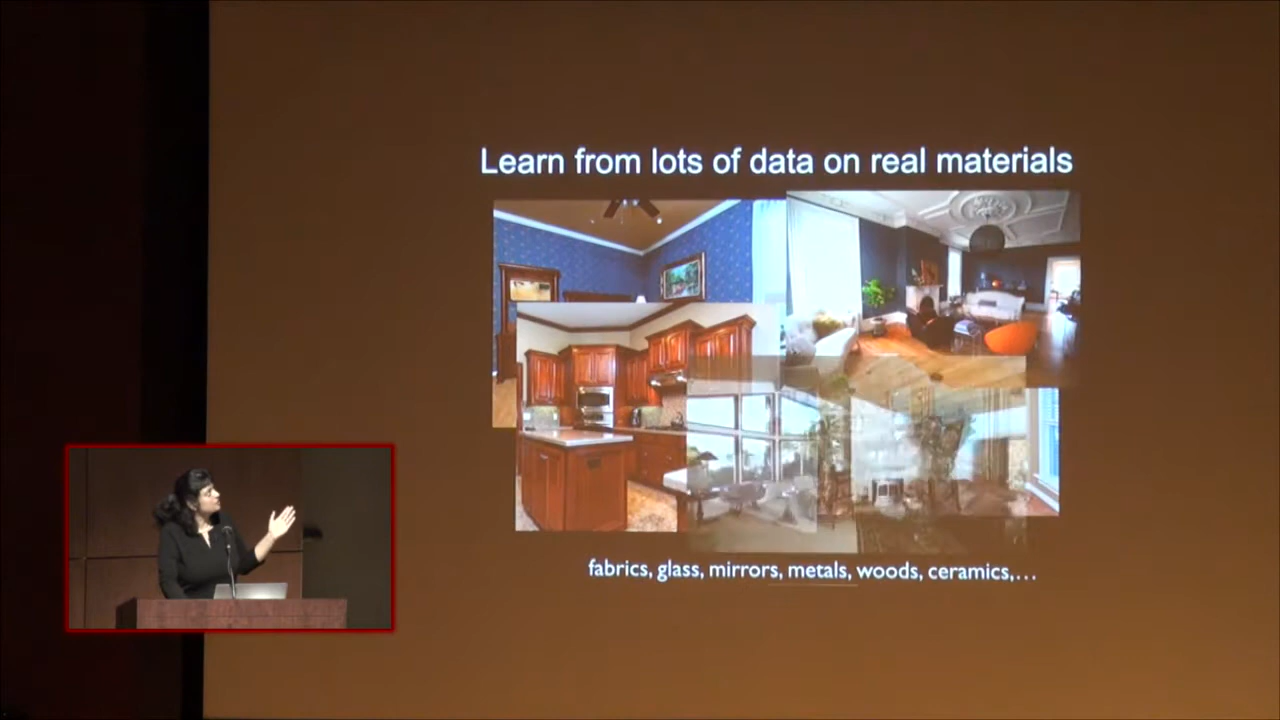 Learn from lots of data on real materials
fabrics, glass, mirrors, metals, woods, ceramics,...